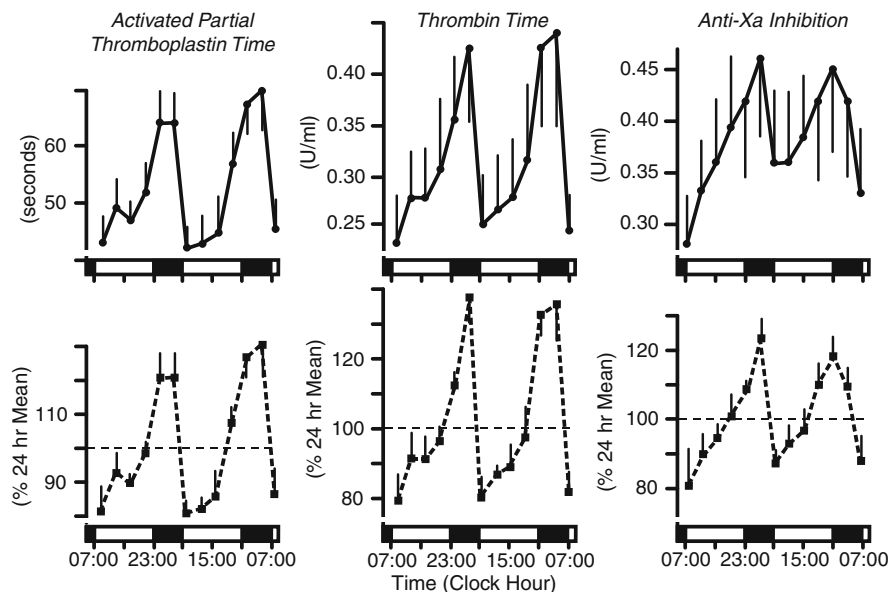 Activated Partial
Thromboplastin Time
Thrombin Time
Anti-Xa Inhibition
(seconds)
60
50
(U/ml)
0.40
0.35
0.30
0.25
(U/ml)
0.45
0.40
0.35
0.30
(% 24 hr Mean)
110
90
(% 24 hr Mean)
120
100
80
(% 24 hr Mean)
120
100
80
07:00 23:00 15:00 07:00
07:00 23:00 15:00 07:00
07:00 23:00 15:00 07:00
Time (Clock Hour)